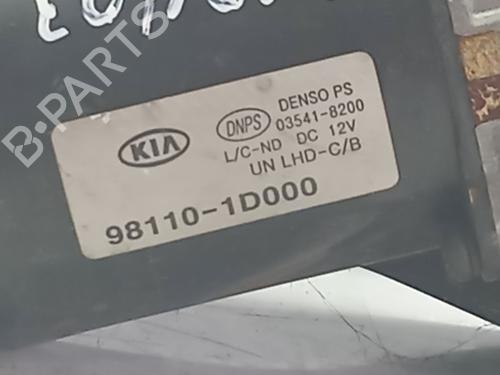 B-PARTS
KIA
DNPS
DENSO PS
03541-8200
L/C-ND DC 12V
UN LHD-C/B
98110-1D000